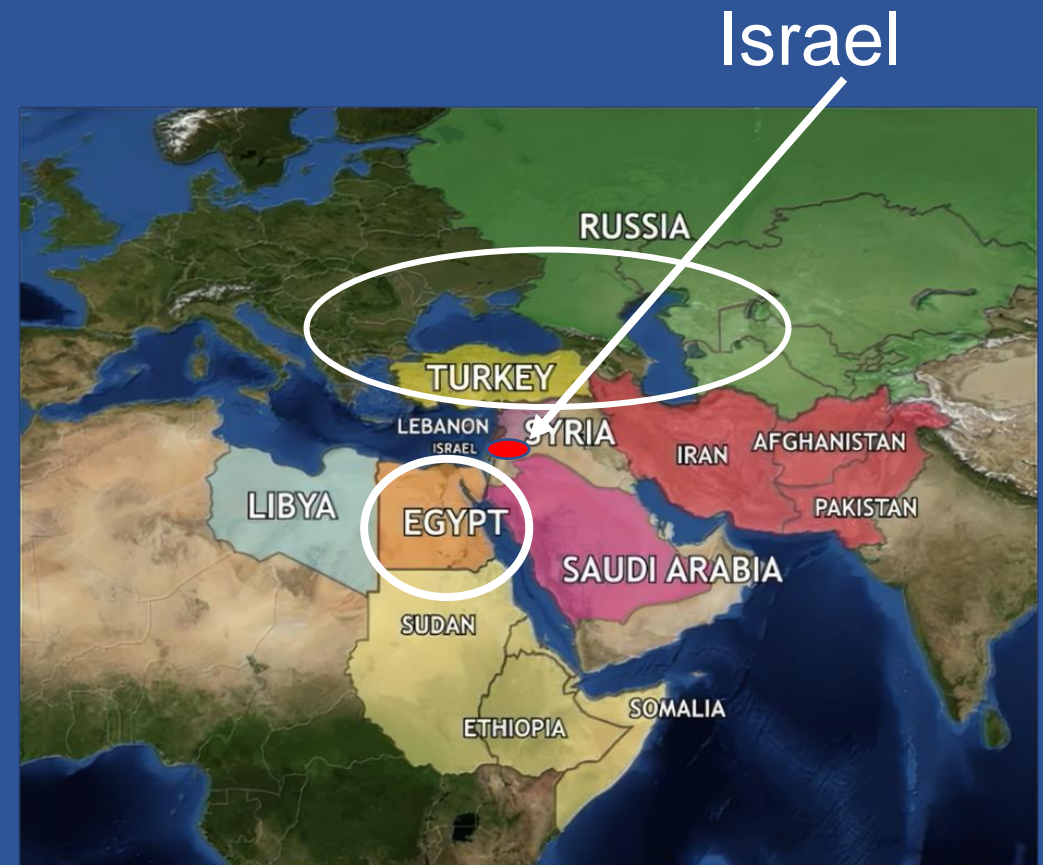 Israel
RUSSIA
TURKEY
LEBANON
SYRIA
ISRAEL
IRAN
AFGHANISTAN
LIBYA
EGYPT
PAKISTAN
SAUDI ARABIA
SUDAN
SOMALIA
ETHIOPIA